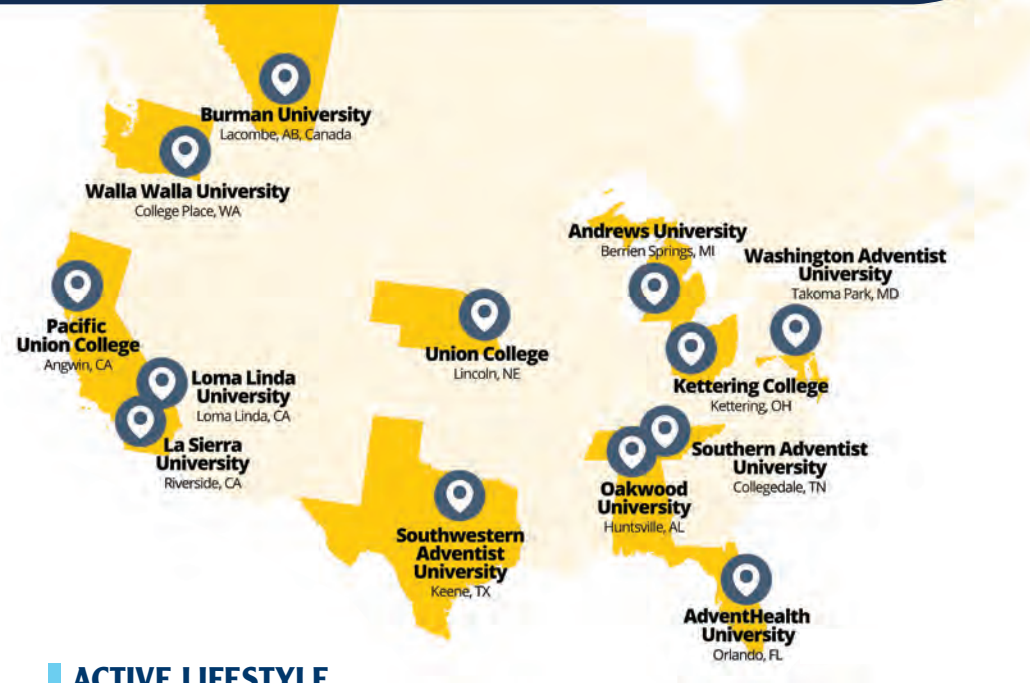 Burman University
Lacombe, AB, Canada
Walla Walla University
College Place, WA
Andrews University
Berrien Springs, MI
Washington Adventist
University
Takoma Park, MD
Pacific
Union College
Angwin, CA
Union College
Lincoln, NE
Kettering College
Kettering, OH
Loma Linda
University
Loma Linda, CA
La Sierra
University
Riverside, CA
Southern Adventist
University
Collegedale, TN
Oakwood
University
Huntsville, AL
Southwestern
Adventist
University
Keene, TX
AdventHealth
University
Orlando, FL
ACTIVE LIFESTYLE